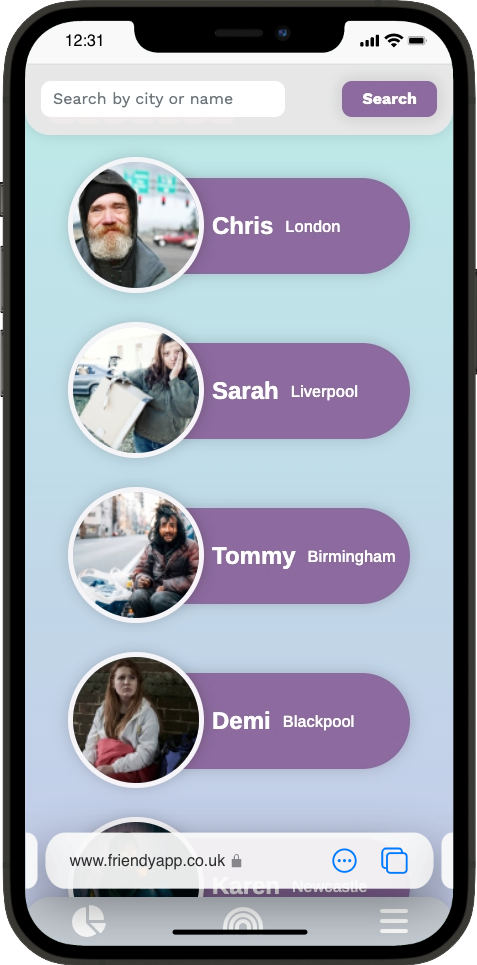 12:31
Search by city or name
Search
Chris London
Sarah Liverpool
Tommy Birmingham
Demi Blackpool
www.friendyapp.co.uk
Karen Newcastle